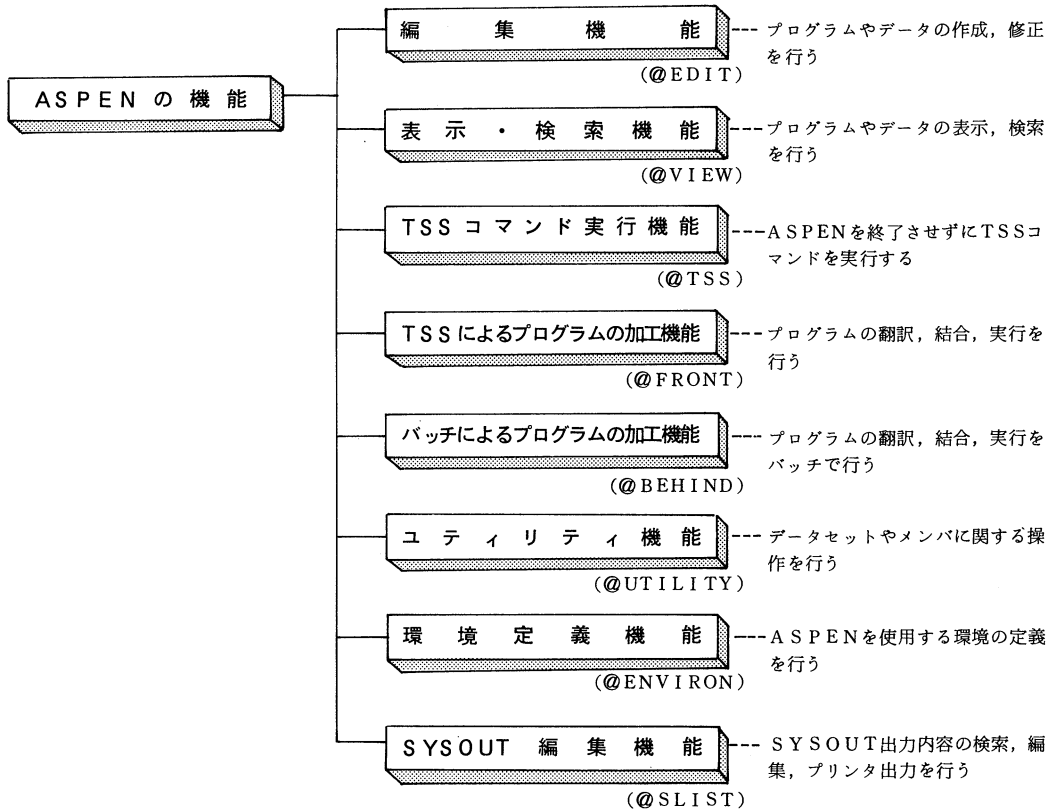 ASPENの機能
編集機能
(@EDIT)
プログラムやデータの作成,修正
を行う
表示・検索機能
(@VIEW)
プログラムやデータの表示,検索
を行う
TSSコマンド実行機能
(@TSS)
ASPENを終了させずにTSSコ
マンドを実行する
TSSによるプログラムの加工機能
(@FRONT)
プログラムの翻訳,結合,実行を
行う
バッチによるプログラムの加工機能
(@BEHIND)
プログラムの翻訳,結合,実行を
バッチで行う
ユティリティ機能
(@UTILITY)
データセットやメンバに関する操
作を行う
環境定義機能
(@ENVIRON)
ASPENを使用する環境の定義
を行う
SYSOUT 編集機能
(@SLIST)
SYSOUT出力内容の検索,編
集,プリンタ出力を行う